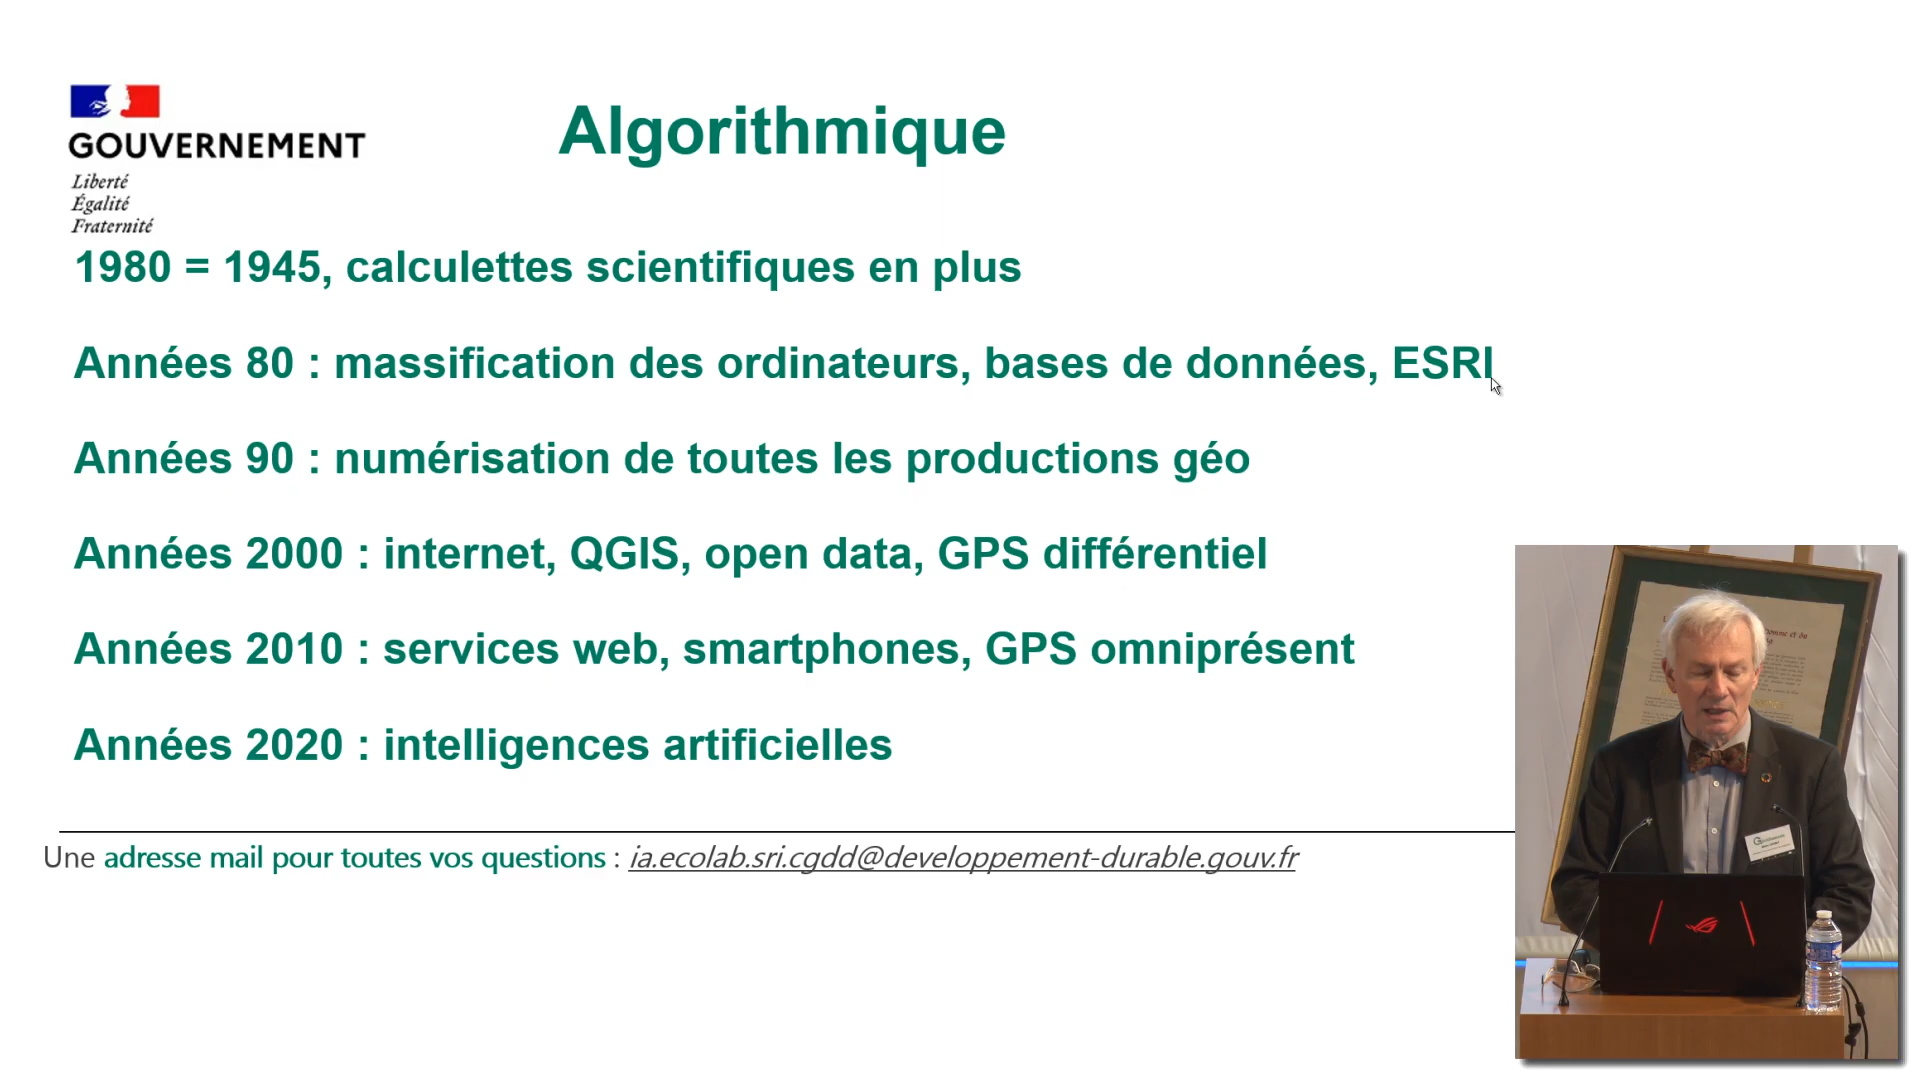 GOUVERNEMENT
Liberté
Égalité
Fraternité
Algorithmique
1980 = 1945, calculettes scientifiques en plus
Années 80 : massification des ordinateurs, bases de données, ESRI
Années 90 : numérisation de toutes les productions géo
Années 2000 : internet, QGIS, open data, GPS différentiel
Années 2010 : services web, smartphones, GPS omniprésent
Années 2020 : intelligences artificielles
Une adresse mail pour toutes vos questions : ia.ecolab.sri.cgdd@developpement-durable.gouv.fr